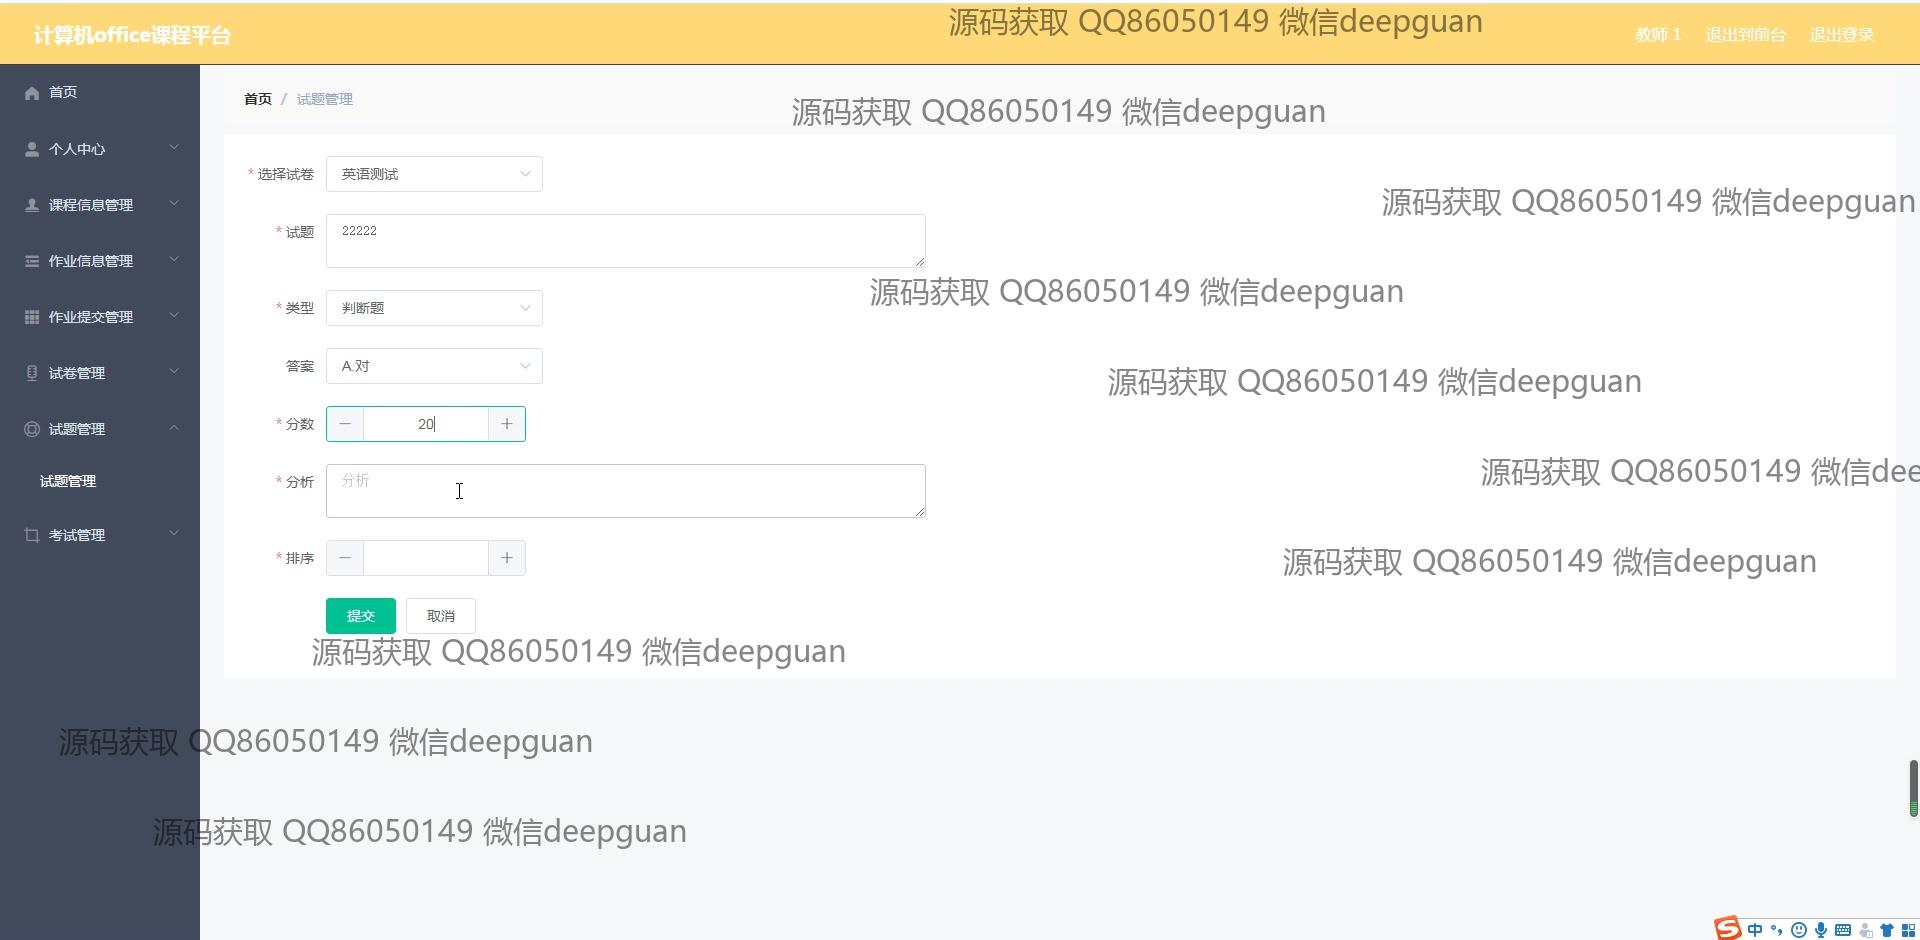 计算机office课程平台
源码获取 QQ86050149 微信deepguan
教师 1
退出到前台
退出登录
首页
首页 / 试题管理
源码获取 QQ86050149 微信deepguan
个人中心
* 选择试卷
英语测试
课程信息管理
源码获取 QQ86050149 微信deepguan
* 试题
22222
作业信息管理
源码获取 QQ86050149 微信deepguan
作业提交管理
* 类型
判断题
试卷管理
答案
A.对
源码获取 QQ86050149 微信deepguan
试题管理
* 分数
20
试题管理
* 分析
分析
源码获取 QQ86050149 微信dee
考试管理
* 排序
源码获取 QQ86050149 微信deepguan
提交
取消
源码获取 QQ86050149 微信deepguan
源码获取 QQ86050149 微信deepguan
源码获取 QQ86050149 微信deepguan
中